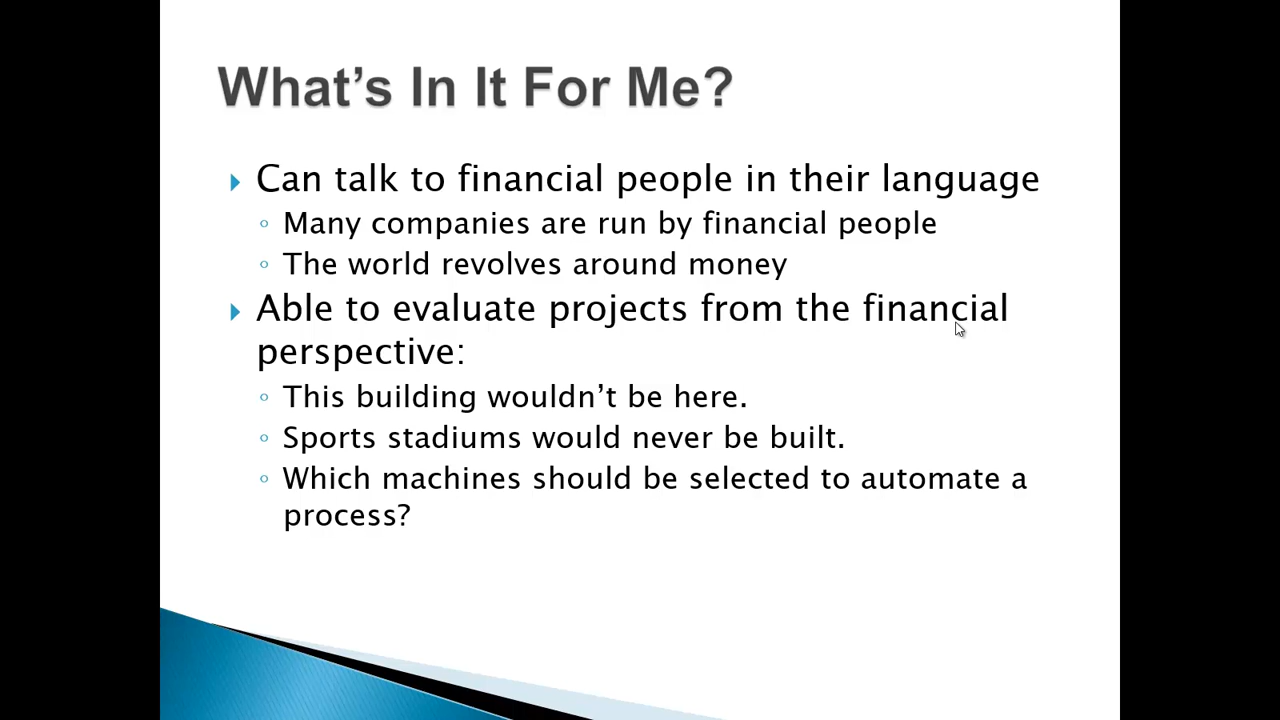 What's In It For Me?
Can talk to financial people in their language
Many companies are run by financial people
The world revolves around money
Able to evaluate projects from the financial
perspective:
This building wouldn't be here.
Sports stadiums would never be built.
Which machines should be selected to automate a
process?